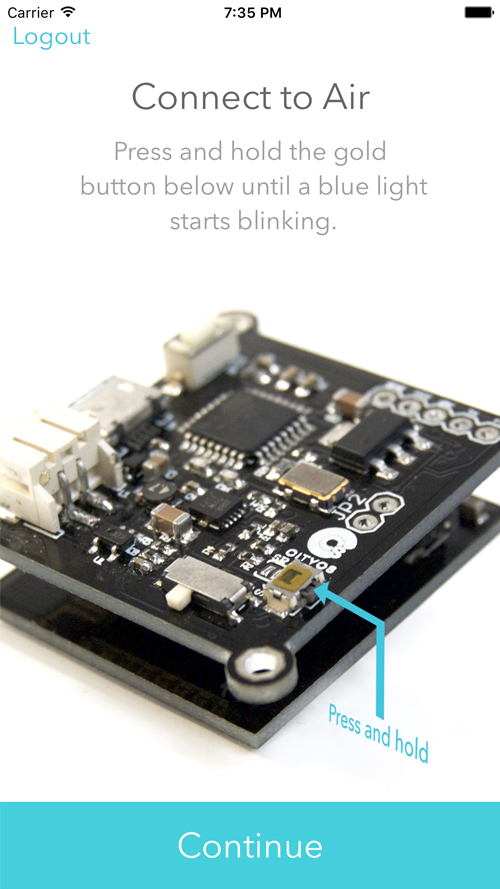 Carrier
7:35 PM
Logout
Connect to Air
Press and hold the gold
button below until a blue light
starts blinking.
JP2
Press and hold
Continue